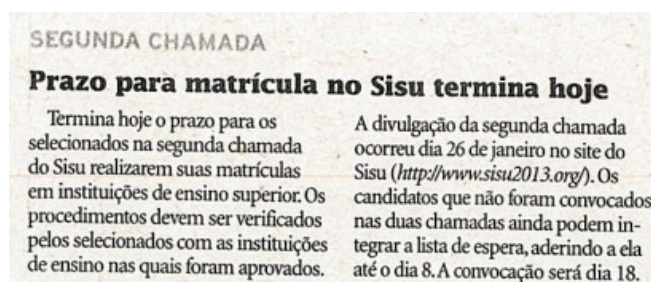 SEGUNDA CHAMADA
Prazo para matrícula no Sisu termina hoje
Termina hoje o prazo para os
selecionados na segunda chamada
do Sisu realizarem suas matrículas
em instituições de ensino superior. Os
procedimentos devem ser verificados
pelos selecionados com as instituições
de ensino nas quais foram aprovados.
A divulgação da segunda chamada
ocorreu dia 26 de janeiro no site do
Sisu (http://www.sisu2013.org/). Os
candidatos que não foram convocados
nas duas chamadas ainda podem in-
tegrar a lista de espera, aderindo a ela
até o dia 8. A convocação será dia 18.